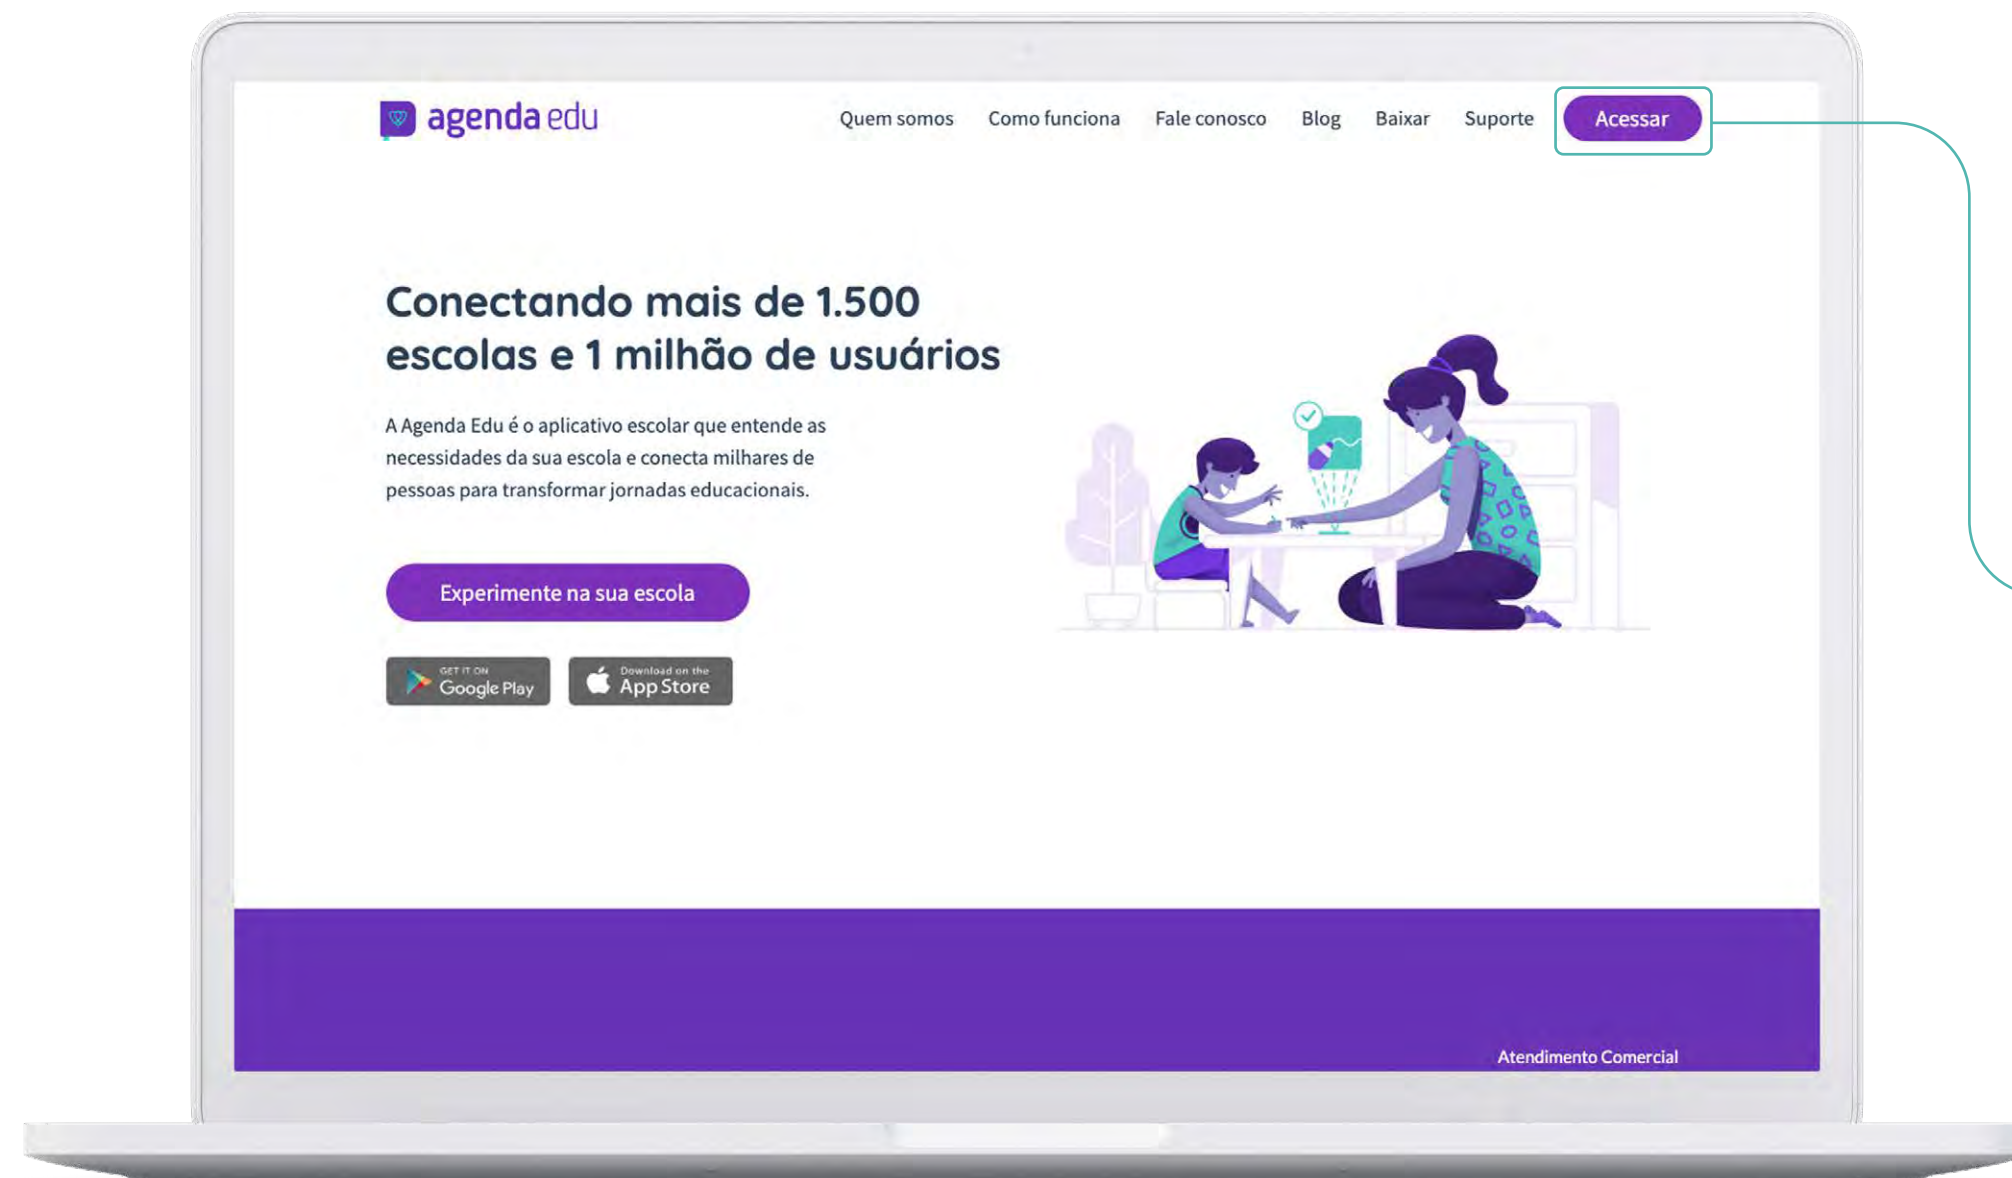 agenda edu
Quem somos
Como funciona
Fale conosco
Blog
Baixar
Suporte
Acessar
Conectando mais de 1.500
escolas e 1 milhão de usuários
A Agenda Edu é o aplicativo escolar que entende as
necessidades da sua escola e conecta milhares de
pessoas para transformar jornadas educacionais.
Experimente na sua escola
GET IT ON
Google Play
Download on the
App Store
Atendimento Comercial